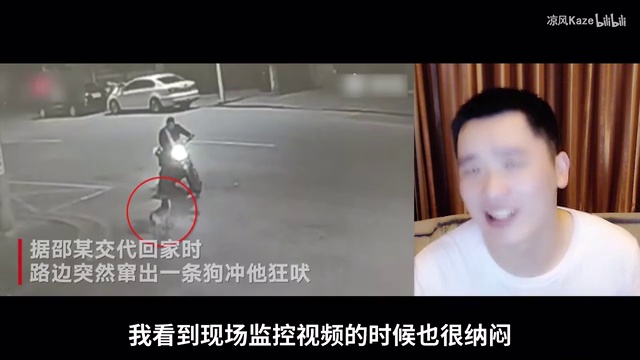 凉风Kaze bilibili
据邵某交代回家时
路边突然窜出一条狗冲他狂吠
我看到现场监控视频的时候也很纳闷